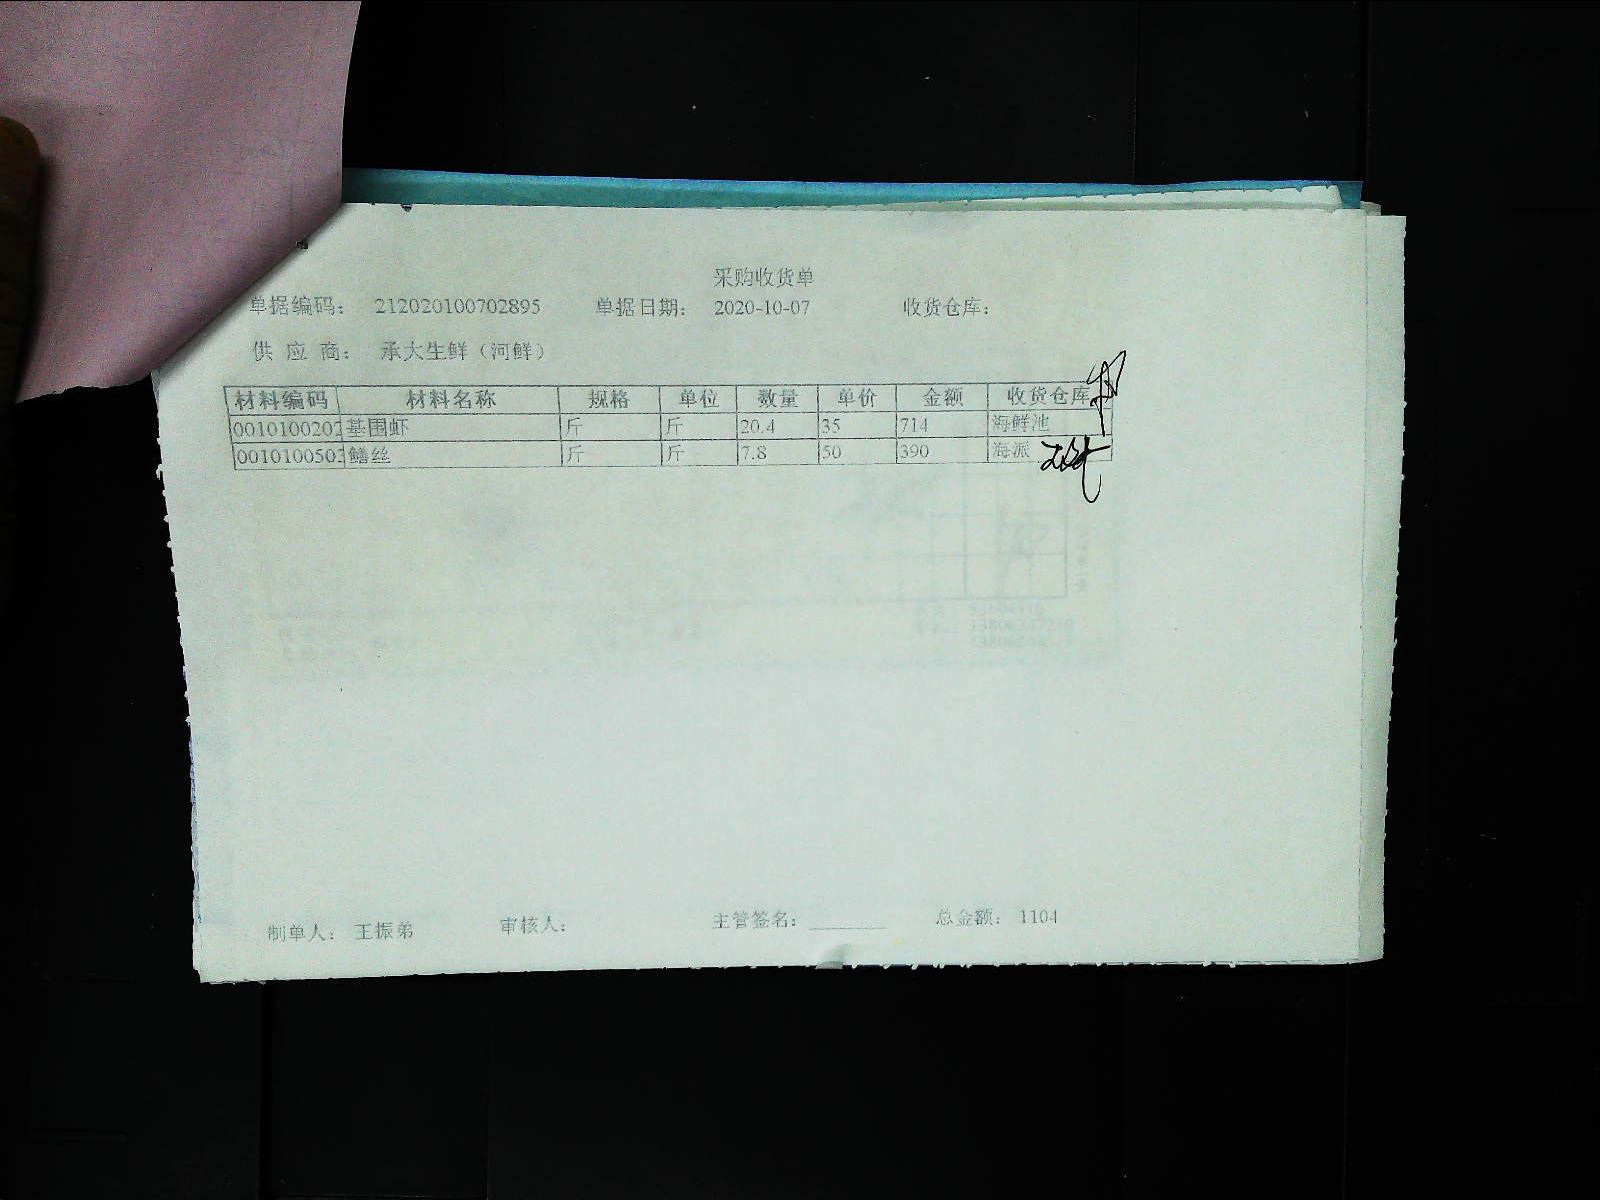 采购收货单
单据编码： 212020100702895 单据日期： 2020-10-07 收货仓库：
供 应 商： 承大生鲜（河鲜）
材料编码 材料名称 规格 单位 数量 单价 金额 收货仓库
0010100202 基围虾 斤 斤 20.4 35 714 海鲜池
0010100503 鳝丝 斤 斤 7.8 50 390 海派
制单人： 王振弟 审核人： 主管签名： ________ 总金额： 1104